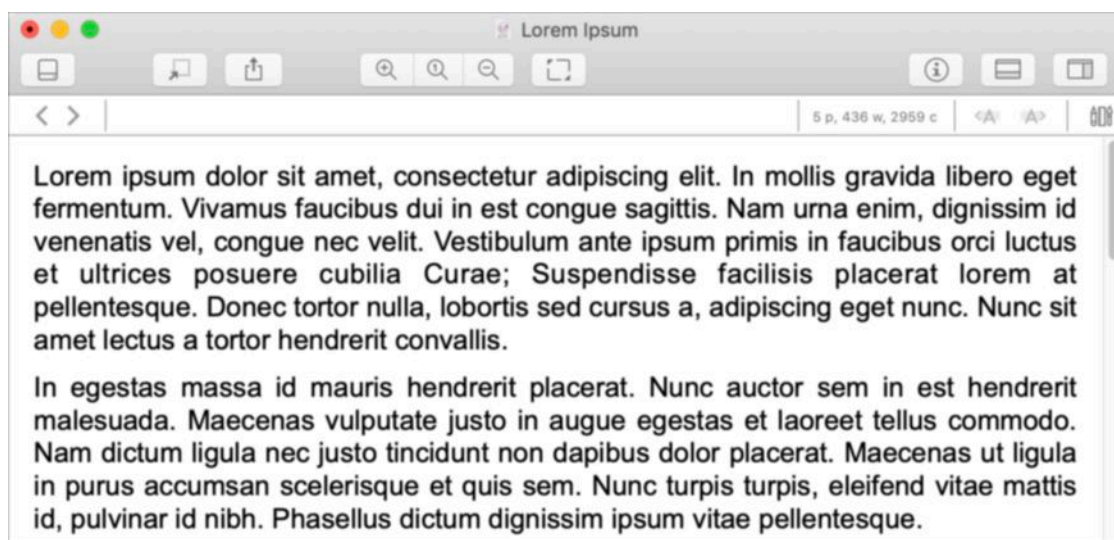 Lorem Ipsum
5 p, 436 w, 2959 c
<A A>
Lorem ipsum dolor sit amet, consectetur adipiscing elit. In mollis gravida libero eget
fermentum. Vivamus faucibus dui in est congue sagittis. Nam urna enim, dignissim id
venenatis vel, congue nec velit. Vestibulum ante ipsum primis in faucibus orci luctus
et ultrices posuere cubilia Curae; Suspendisse facilisis placerat lorem at
pellentesque. Donec tortor nulla, lobortis sed cursus a, adipiscing eget nunc. Nunc sit
amet lectus a tortor hendrerit convallis.
In egestas massa id mauris hendrerit placerat. Nunc auctor sem in est hendrerit
malesuada. Maecenas vulputate justo in augue egestas et laoreet tellus commodo.
Nam dictum ligula nec justo tincidunt non dapibus dolor placerat. Maecenas ut ligula
in purus accumsan scelerisque et quis sem. Nunc turpis turpis, eleifend vitae mattis
id, pulvinar id nibh. Phasellus dictum dignissim ipsum vitae pellentesque.